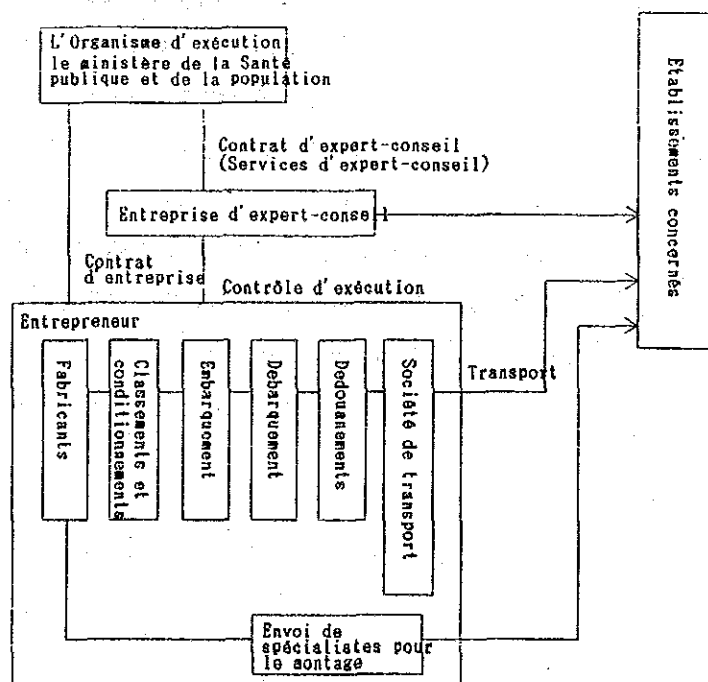 L'Organisme d'exécution
le ministère de la Santé
publique et de la population
Contrat d'expert-conseil
(Services d'expert-conseil)
Entreprise d'expert-conseil
Contrat
d'entreprise
Contrôle d'exécution
Entrepreneur
Fabricants
Classements et
conditionnements
Embarquement
Débarquement
Dédouanements
Société de transport
Transport
Etablissements concernés
Envoi de
spécialistes pour
le montage